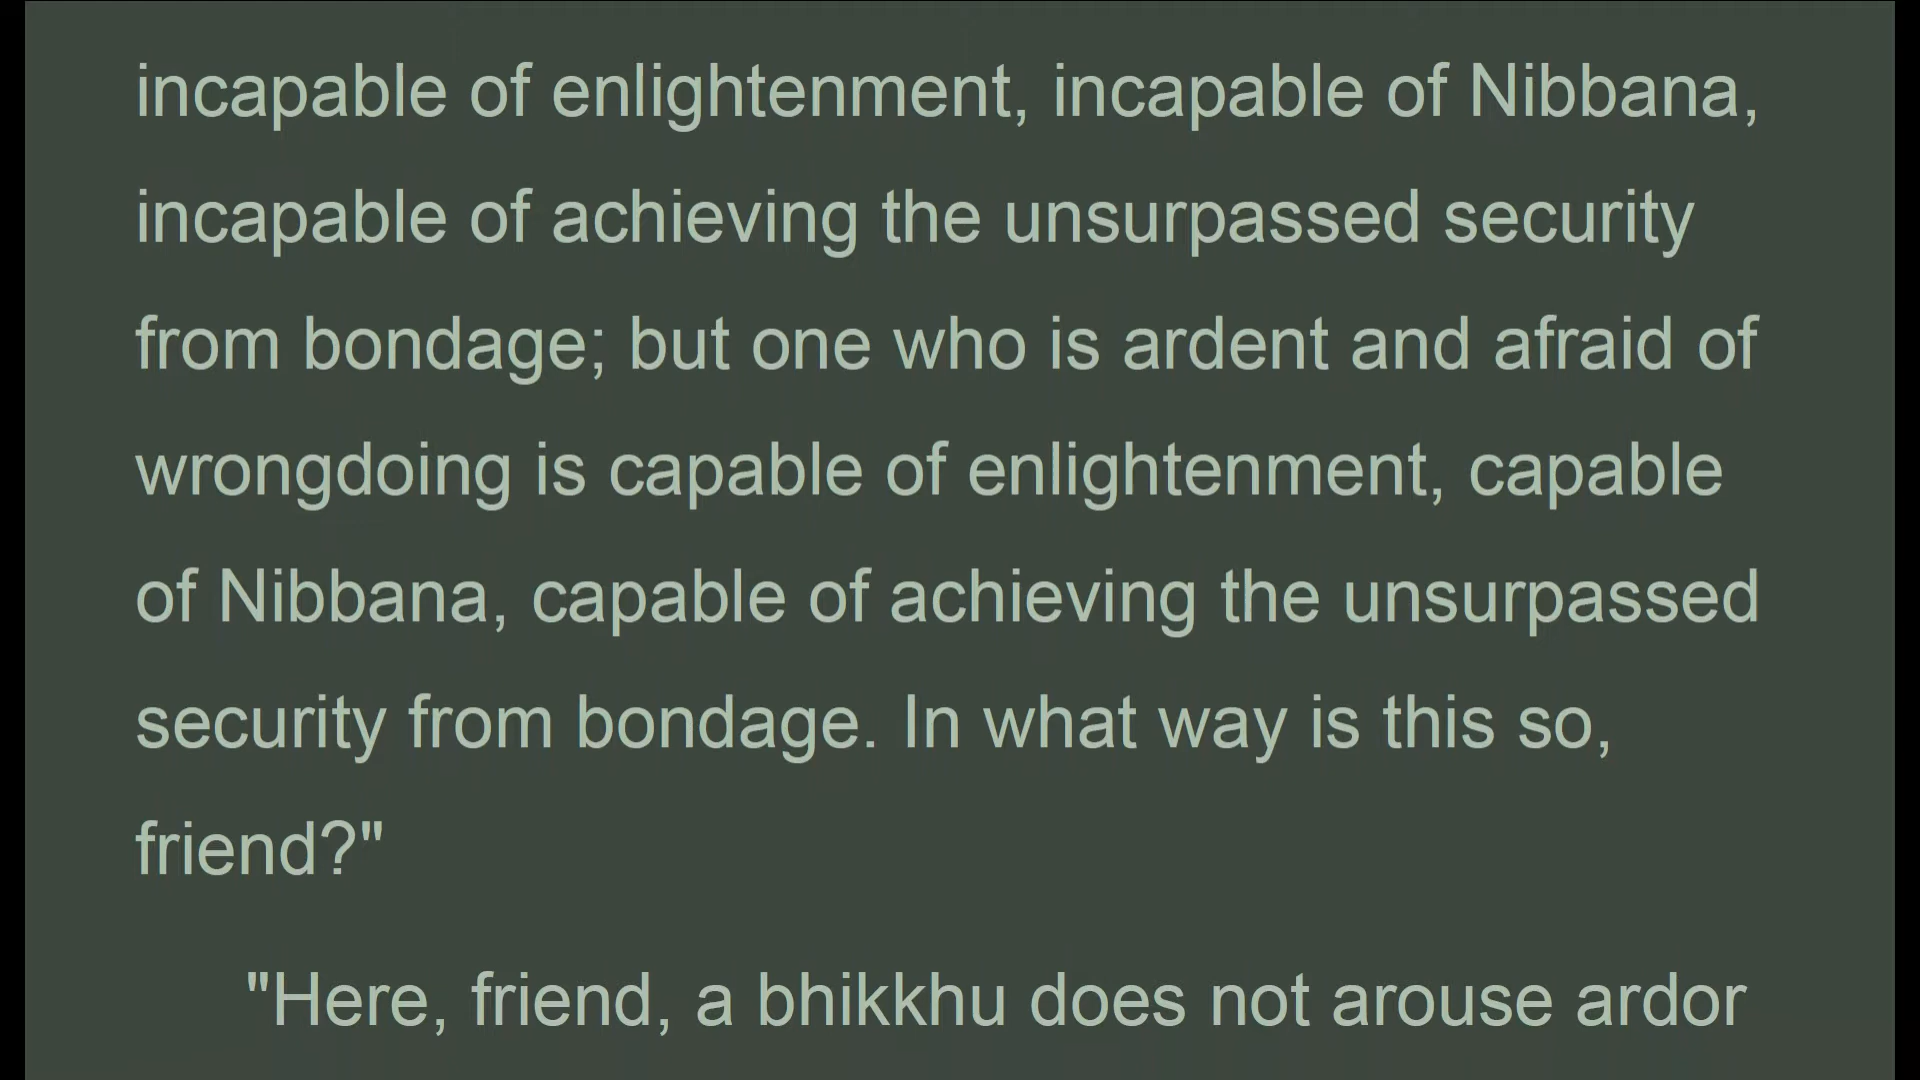 incapable of enlightenment, incapable of Nibbana,
incapable of achieving the unsurpassed security
from bondage; but one who is ardent and afraid of
wrongdoing is capable of enlightenment, capable
of Nibbana, capable of achieving the unsurpassed
security from bondage. In what way is this so,
friend?"
"Here, friend, a bhikkhu does not arouse ardor